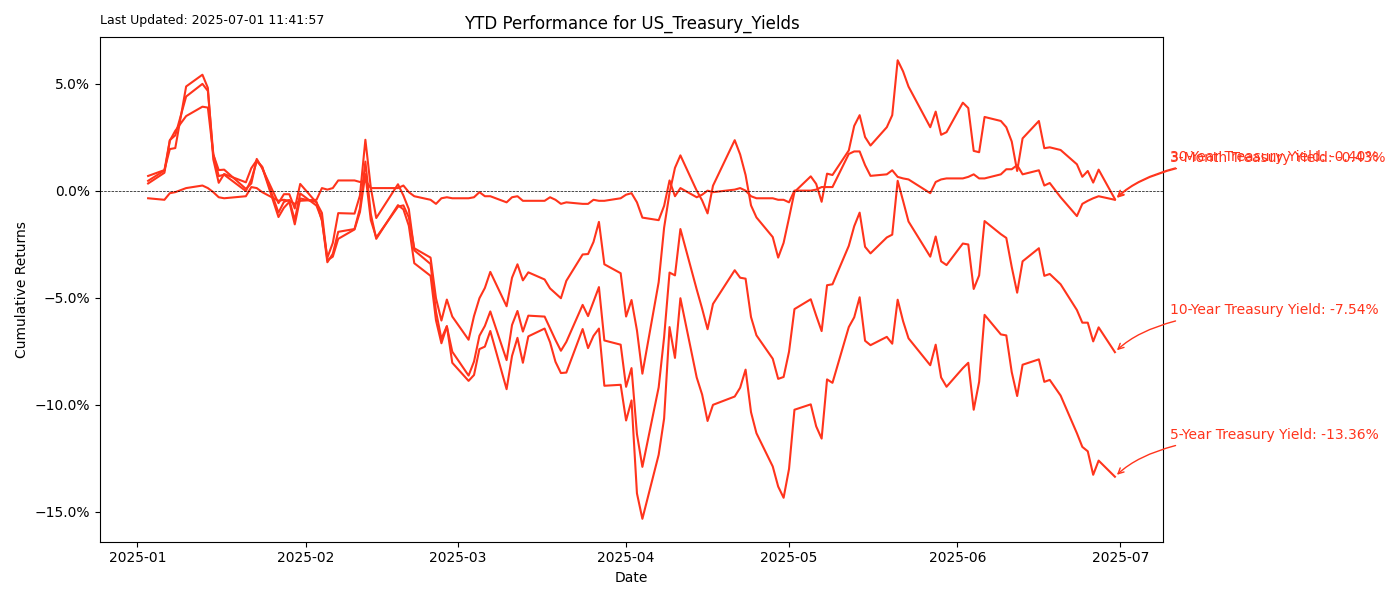 Last Updated: 2025-07-01 11:41:57
YTD Performance for US_Treasury_Yields
5.0%
0.0%
−5.0%
−10.0%
−15.0%
Cumulative Returns
2025-01
2025-02
2025-03
2025-04
2025-05
2025-06
2025-07
Date
Treasury Yield:
10-Year Treasury Yield: -7.54%
5-Year Treasury Yield: -13.36%